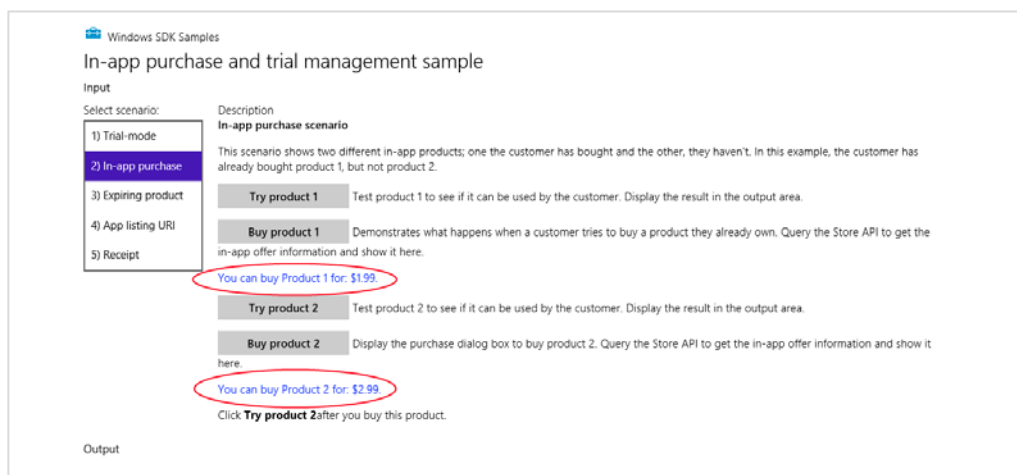 Windows SDK Samples
In-app purchase and trial management sample
Input
Select scenario:
1) Trial-mode
2) In-app purchase
3) Expiring product
4) App listing URI
5) Receipt
Description
In-app purchase scenario
This scenario shows two different in-app products; one the customer has bought and the other, they haven't. In this example, the customer has
already bought product 1, but not product 2.
Try product 1 Test product 1 to see if it can be used by the customer. Display the result in the output area.
Buy product 1 Demonstrates what happens when a customer tries to buy a product they already own. Query the Store API to get the
in-app offer information and show it here.
You can buy Product 1 for: $1.99.
Try product 2 Test product 2 to see if it can be used by the customer. Display the result in the output area.
Buy product 2 Display the purchase dialog box to buy product 2. Query the Store API to get the in-app offer information and show it
here.
You can buy Product 2 for: $2.99.
Click Try product 2after you buy this product.
Output